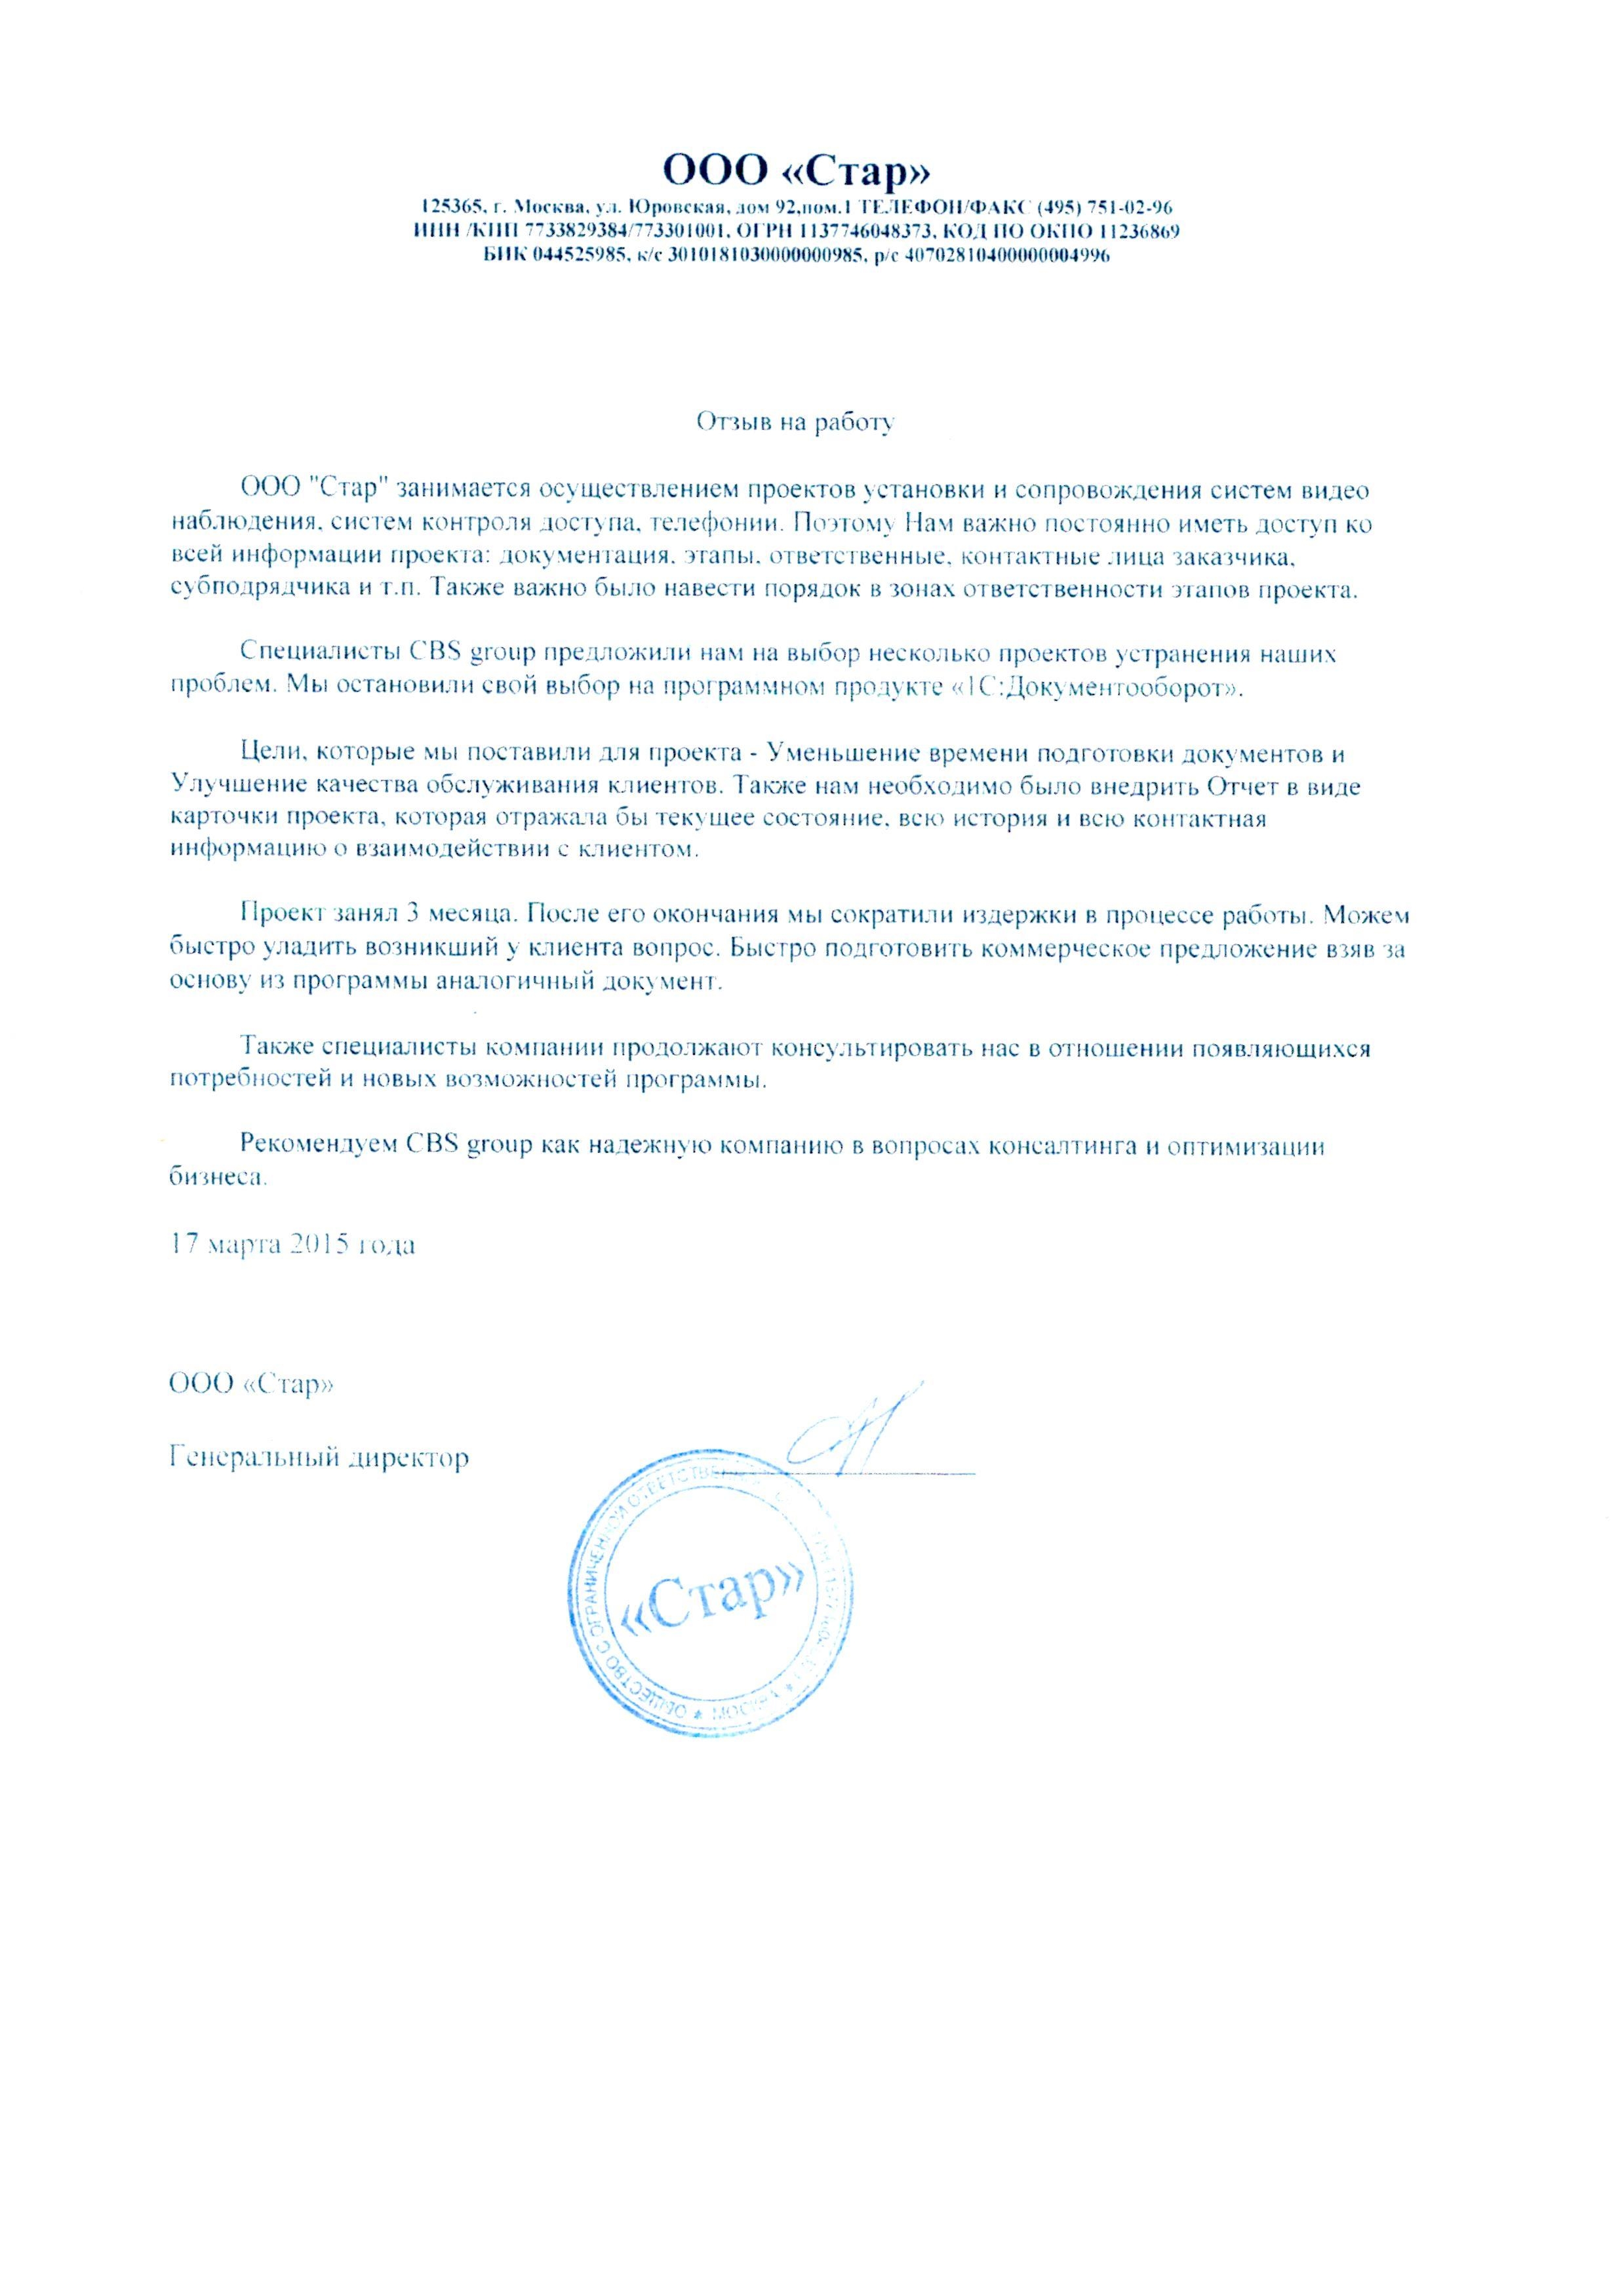 ООО «Стар»
125365, г. Москва, ул. Юровская, дом 92,пом.1 ТЕЛЕФОН/ФАКС (495) 751-02-96
ИНН /КПП 7733829384/773301001, ОГРН 1137746048373, КОД ПО ОКПО 11236869
БИК 044525985, к/с 3010181030000000985, р/с 40702810400000004996
Отзыв на работу
ООО "Стар" занимается осуществлением проектов установки и сопровождения систем видео
наблюдения, систем контроля доступа, телефонии. Поэтому Нам важно постоянно иметь доступ ко
всей информации проекта: документация, этапы, ответственные, контактные лица заказчика,
субподрядчика и т.п. Также важно было навести порядок в зонах ответственности этапов проекта.
Специалисты CBS group предложили нам на выбор несколько проектов устранения наших
проблем. Мы остановили свой выбор на программном продукте «1С:Документооборот».
Цели, которые мы поставили для проекта - Уменьшение времени подготовки документов и
Улучшение качества обслуживания клиентов. Также нам необходимо было внедрить Отчет в виде
карточки проекта, которая отражала бы текущее состояние, всю история и всю контактная
информацию о взаимодействии с клиентом.
Проект занял 3 месяца. После его окончания мы сократили издержки в процессе работы. Можем
быстро уладить возникший у клиента вопрос. Быстро подготовить коммерческое предложение взяв за
основу из программы аналогичный документ.
Также специалисты компании продолжают консультировать нас в отношении появляющихся
потребностей и новых возможностей программы.
Рекомендуем CBS group как надежную компанию в вопросах консалтинга и оптимизации
бизнеса.
17 марта 2015 года
ООО «Стар»
Генеральный директор
ОБЩЕСТВО С ОГРАНИЧЕННОЙ
«Стар»
МОСКВА